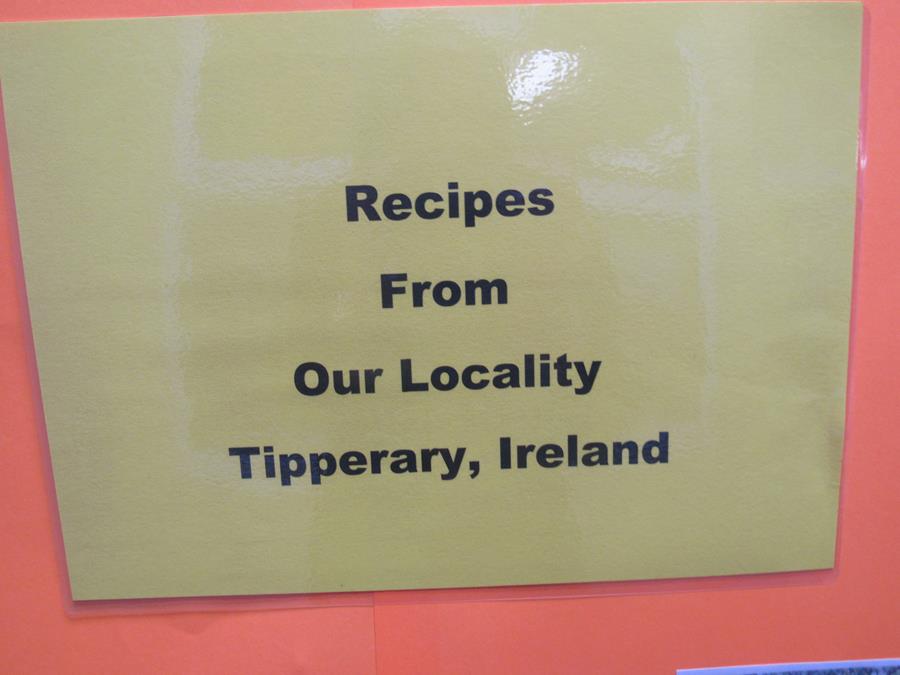 Recipes
From
Our Locality
Tipperary, Ireland